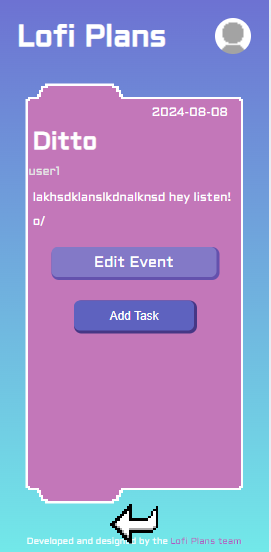 Lofi Plans
2024-08-08
Ditto
user1
lakhsdklanslkdnalknsd hey listen!
o/
Edit Event
Add Task
Developed and designed by the Lofi Plans team